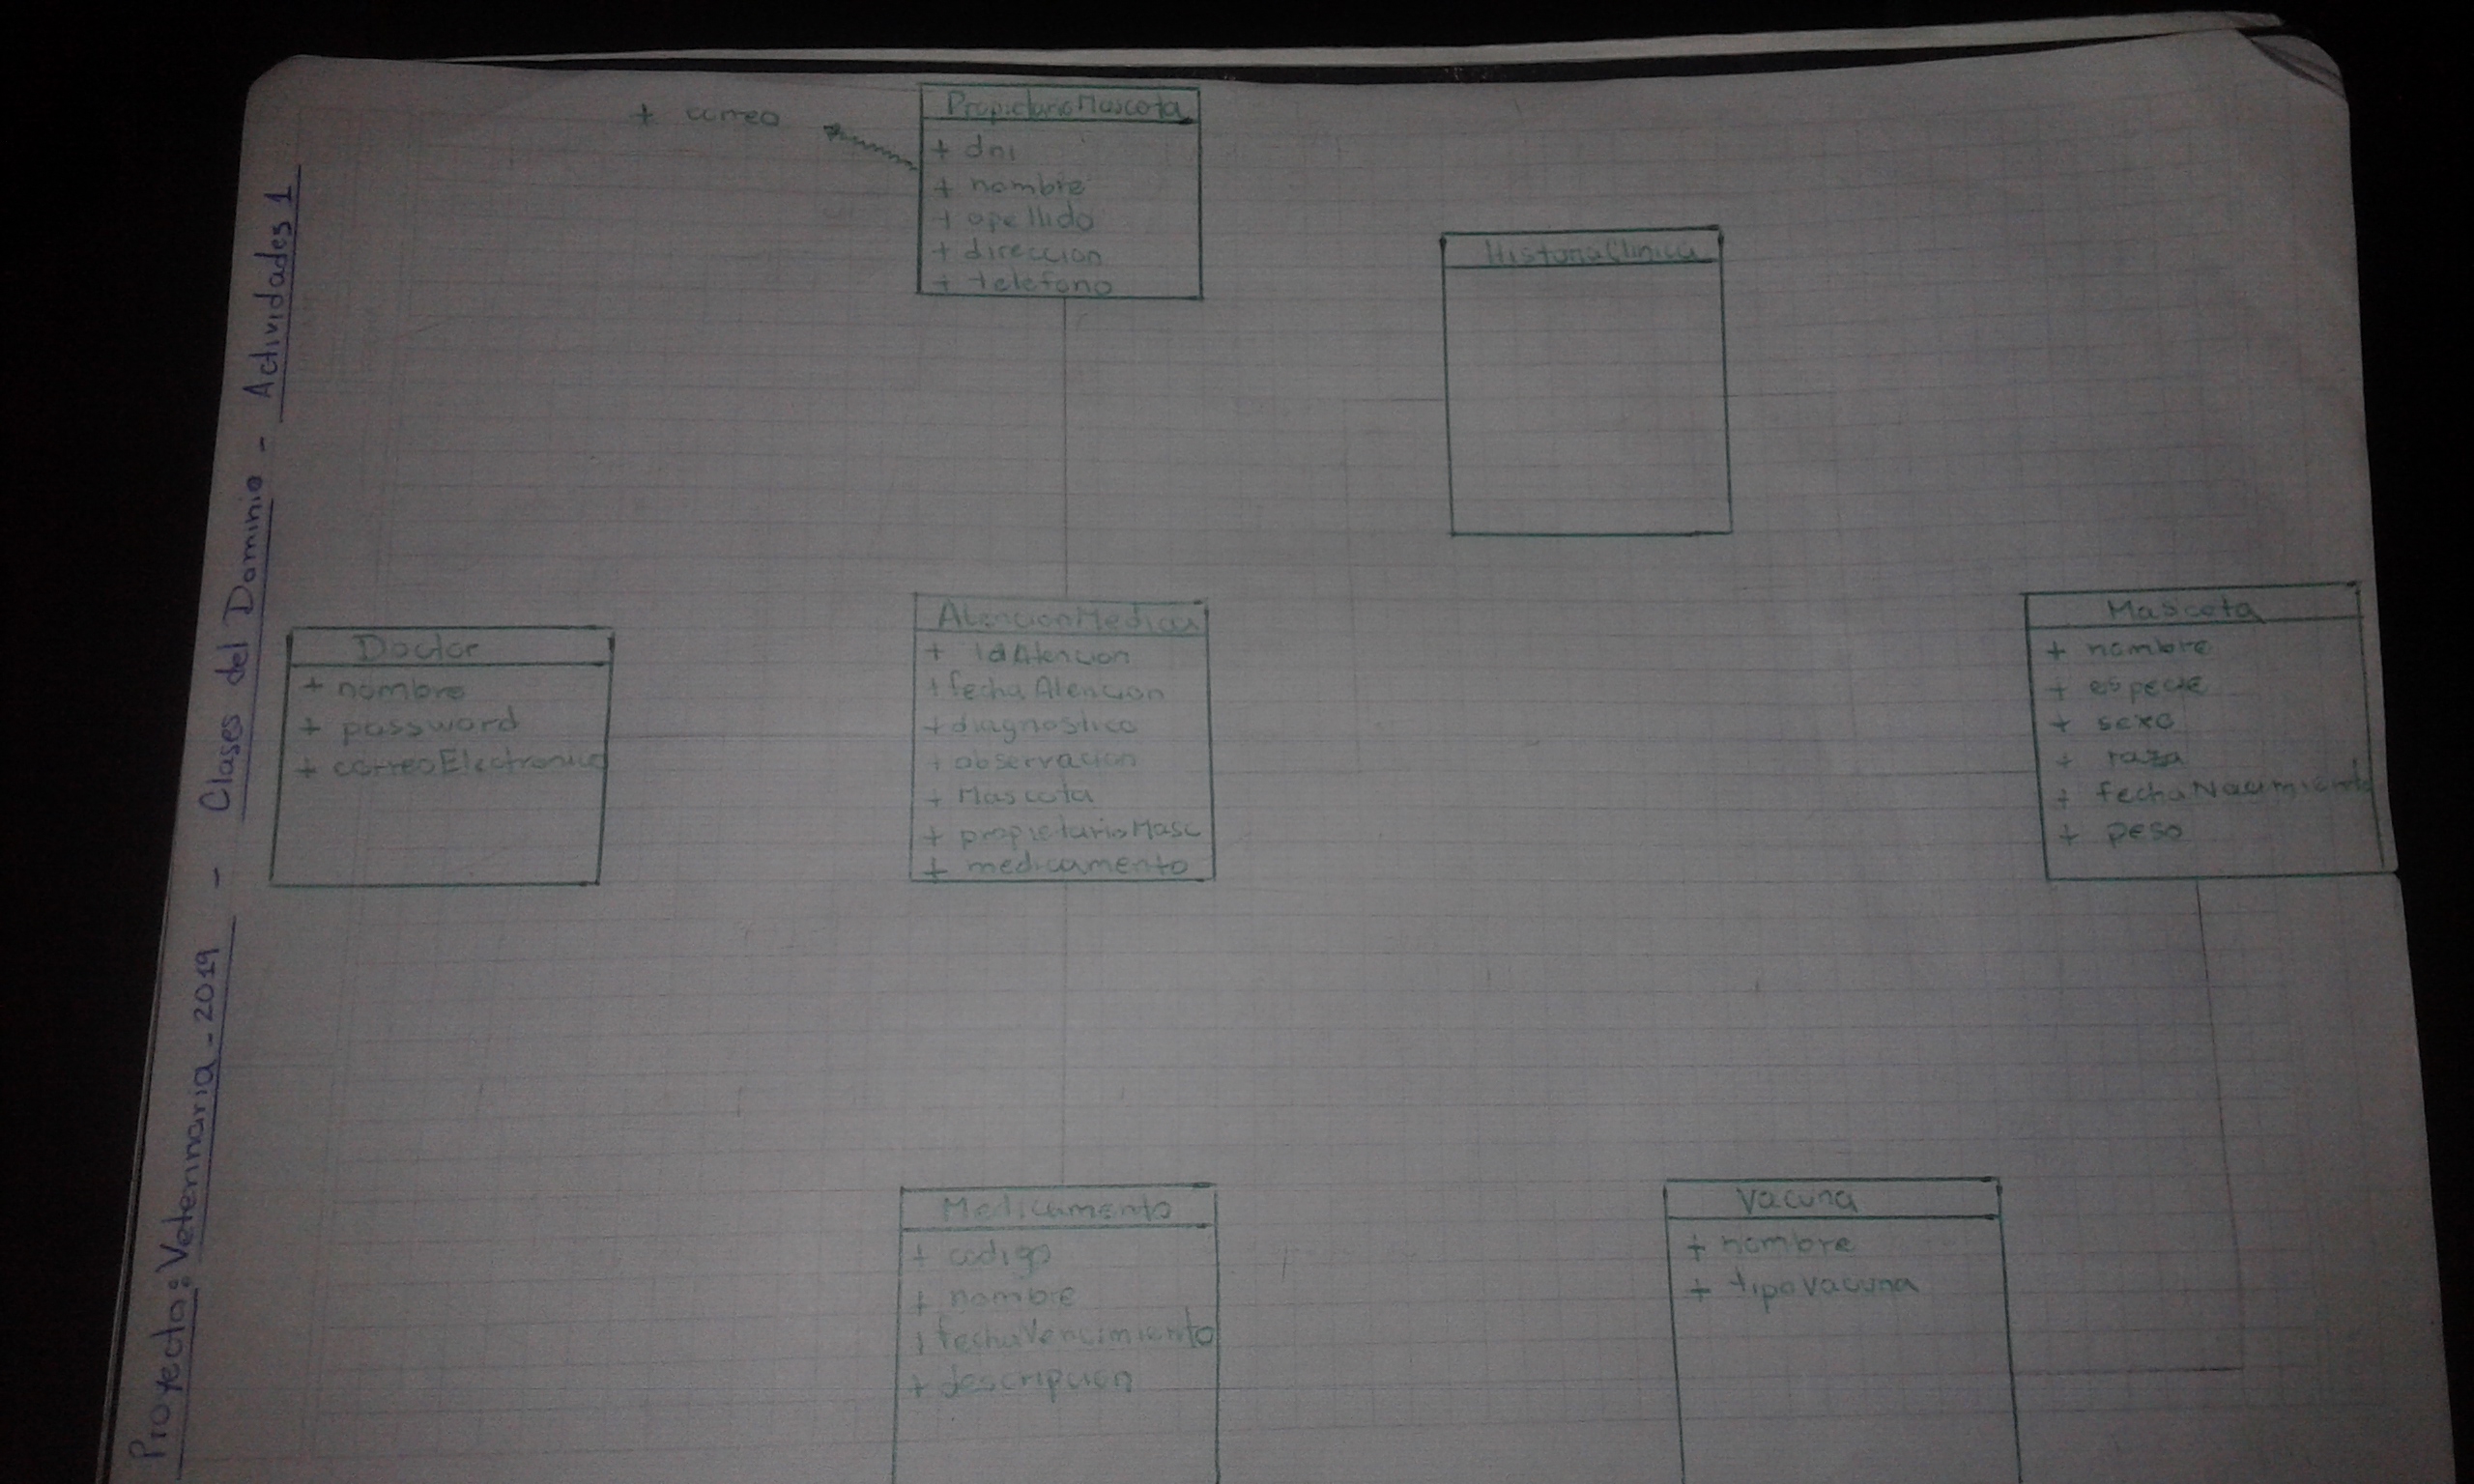 Proyecto: Veterinaria - 2019 - Clases del Dominio - Actividades 1
+ correo
PropietarioMascota
+ dni
+ nombre
+ apellido
+ direccion
+ telefono
HistoriaClinica
Doctor
+ nombre
+ password
+ correoElectronico
AtencionMedica
+ IdAtencion
+ fechaAtencion
+ diagnostico
+ observacion
+ Mascota
+ propietarioMasc
+ medicamento
Mascota
+ nombre
+ especie
+ sexo
+ raza
+ fechaNacimiento
+ peso
Medicamento
+ codigo
+ nombre
+ fechaVencimiento
+ descripcion
Vacuna
+ nombre
+ tipoVacuna